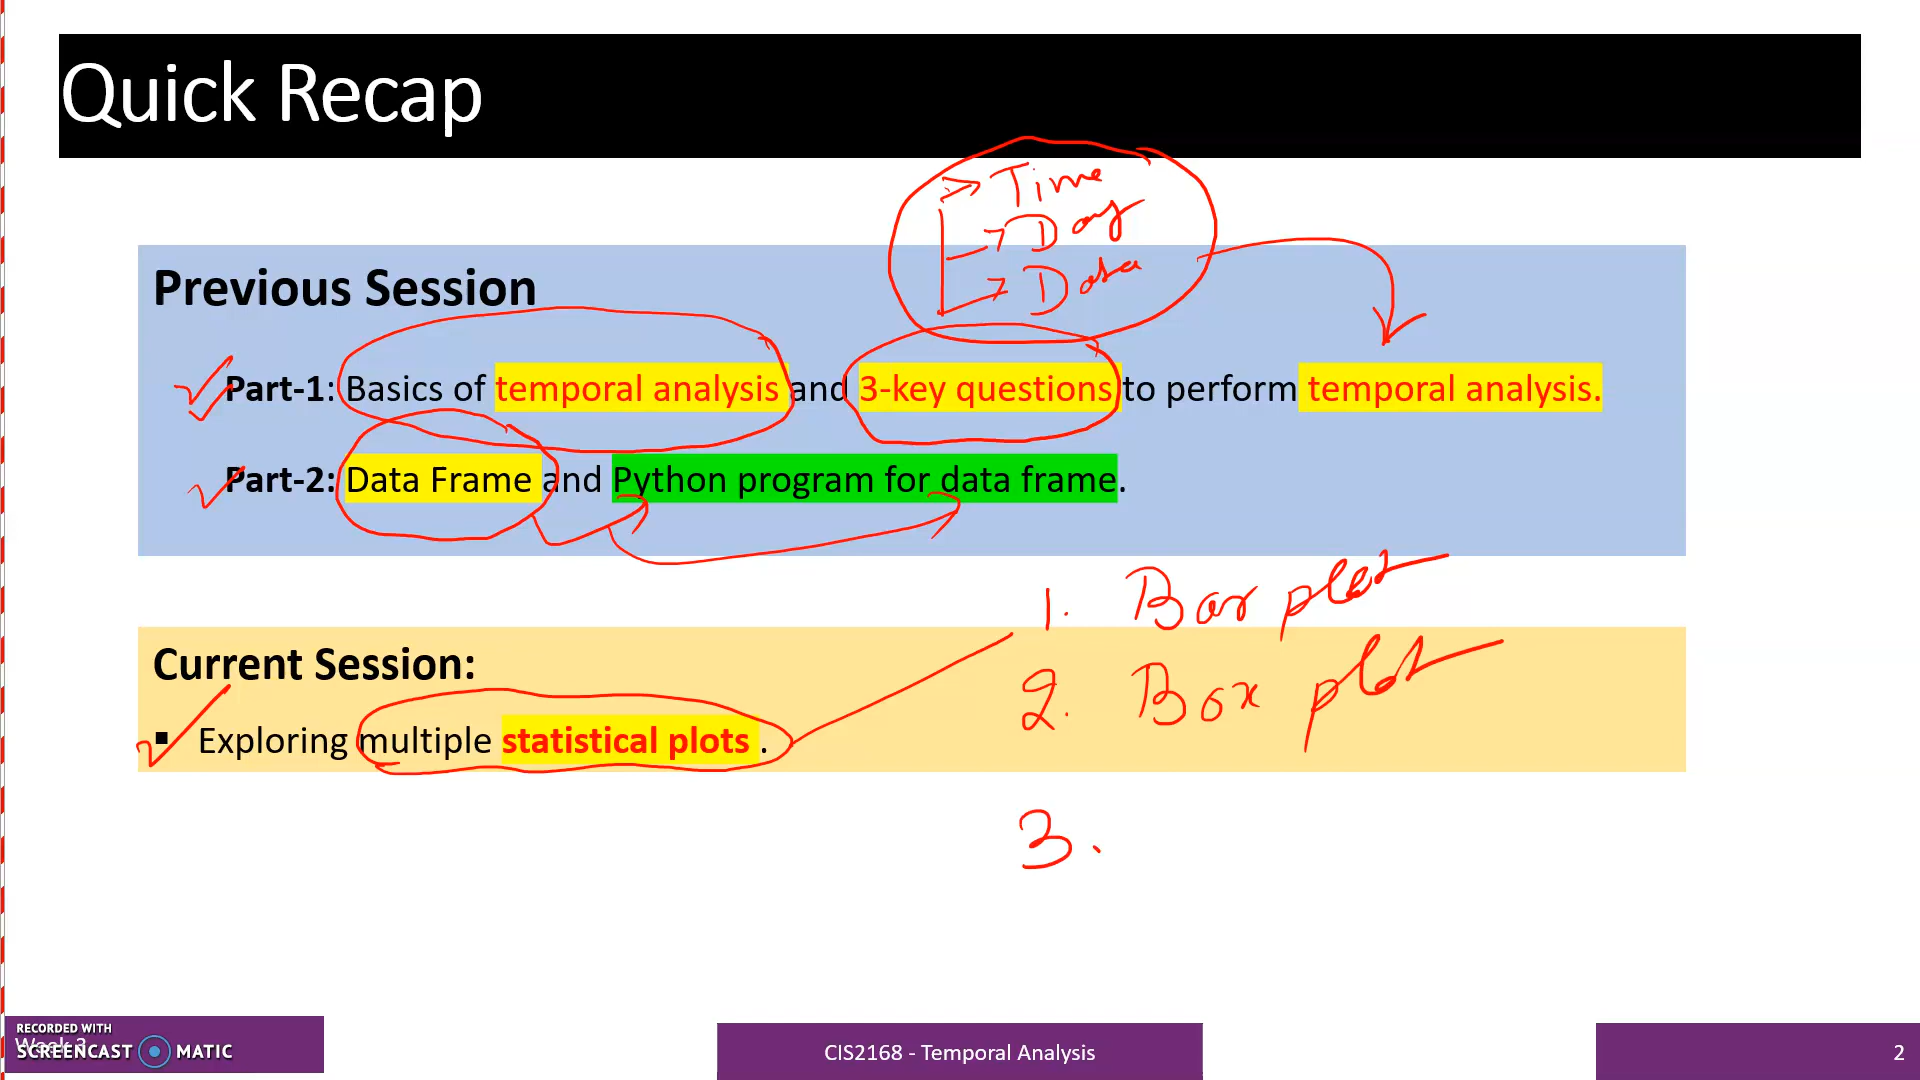 Quick Recap
Time
Day
Data
Previous Session
Part-1: Basics of temporal analysis and 3-key questions to perform temporal analysis.
Part-2: Data Frame and Python program for data frame.
1. Bar plot
2. Box plot
3.
Current Session:
▪ Exploring multiple statistical plots .
RECORDED WITH
SCREENCAST MATIC
Week 3
CIS2168 - Temporal Analysis
2